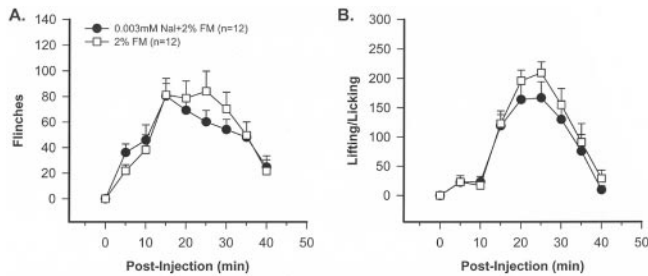 A.
0.003mM Nal+2% FM (n=12)
2% FM (n=12)
Flinches
140
120
100
80
60
40
20
0
0 10 20 30 40 50
Post-Injection (min)
B.
Lifting/Licking
300
250
200
150
100
50
0
0 10 20 30 40 50
Post-Injection (min)